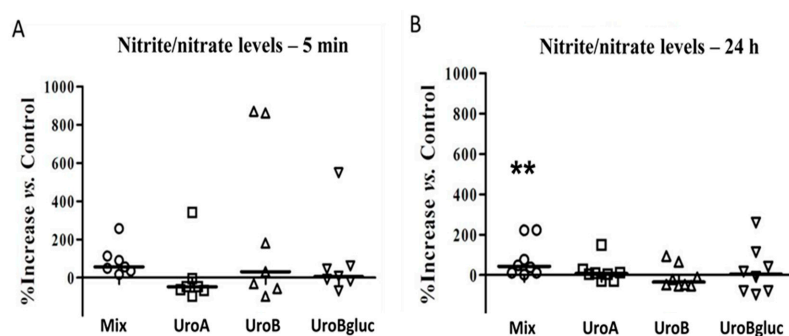 A
Nitrite/nitrate levels – 5 min
%Increase vs. Control
1000
800
600
400
200
0
Mix
UroA
UroB
UroBgluc
B
Nitrite/nitrate levels – 24 h
%Increase vs. Control
1000
800
600
400
200
0
**
Mix
UroA
UroB
UroBgluc